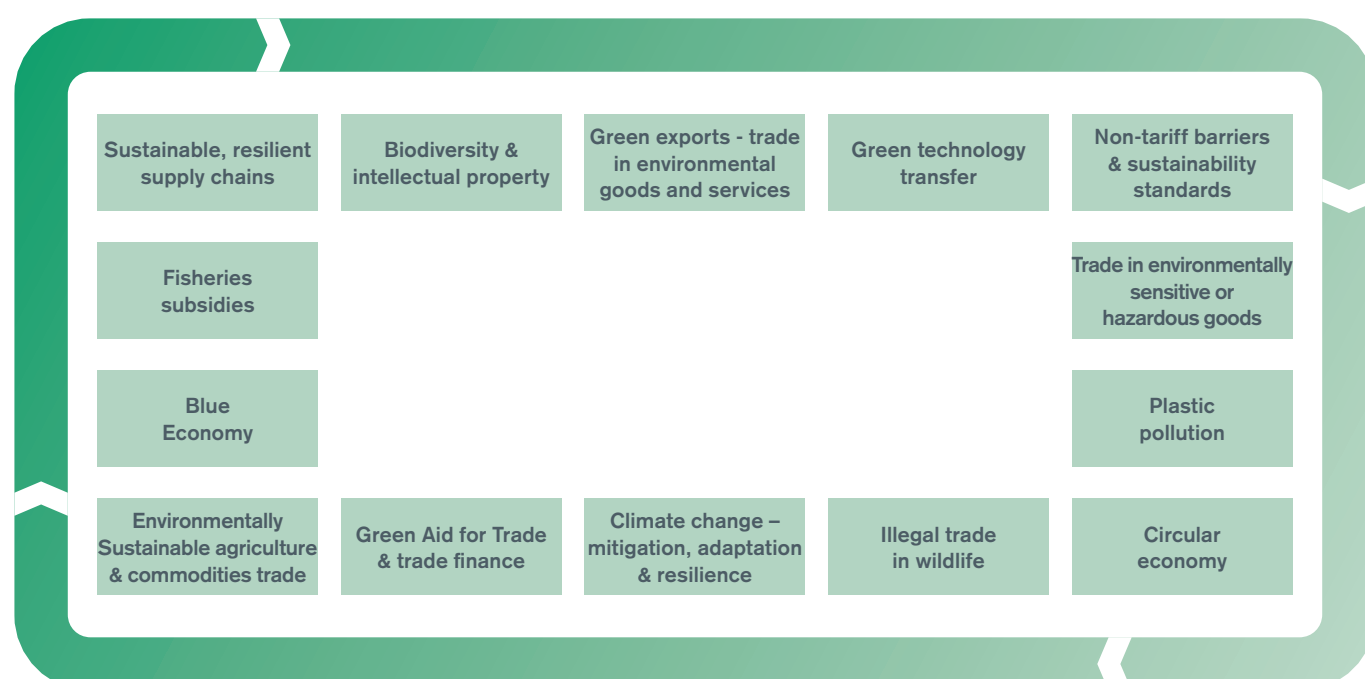 Sustainable, resilient
supply chains
Biodiversity &
intellectual property
Green exports - trade
in environmental
goods and services
Green technology
transfer
Non-tariff barriers
& sustainability
standards
Fisheries
subsidies
Trade in environmentally
sensitive or
hazardous goods
Blue
Economy
Plastic
pollution
Environmentally
Sustainable agriculture
& commodities trade
Green Aid for Trade
& trade finance
Climate change –
mitigation, adaptation
& resilience
Illegal trade
in wildlife
Circular
economy